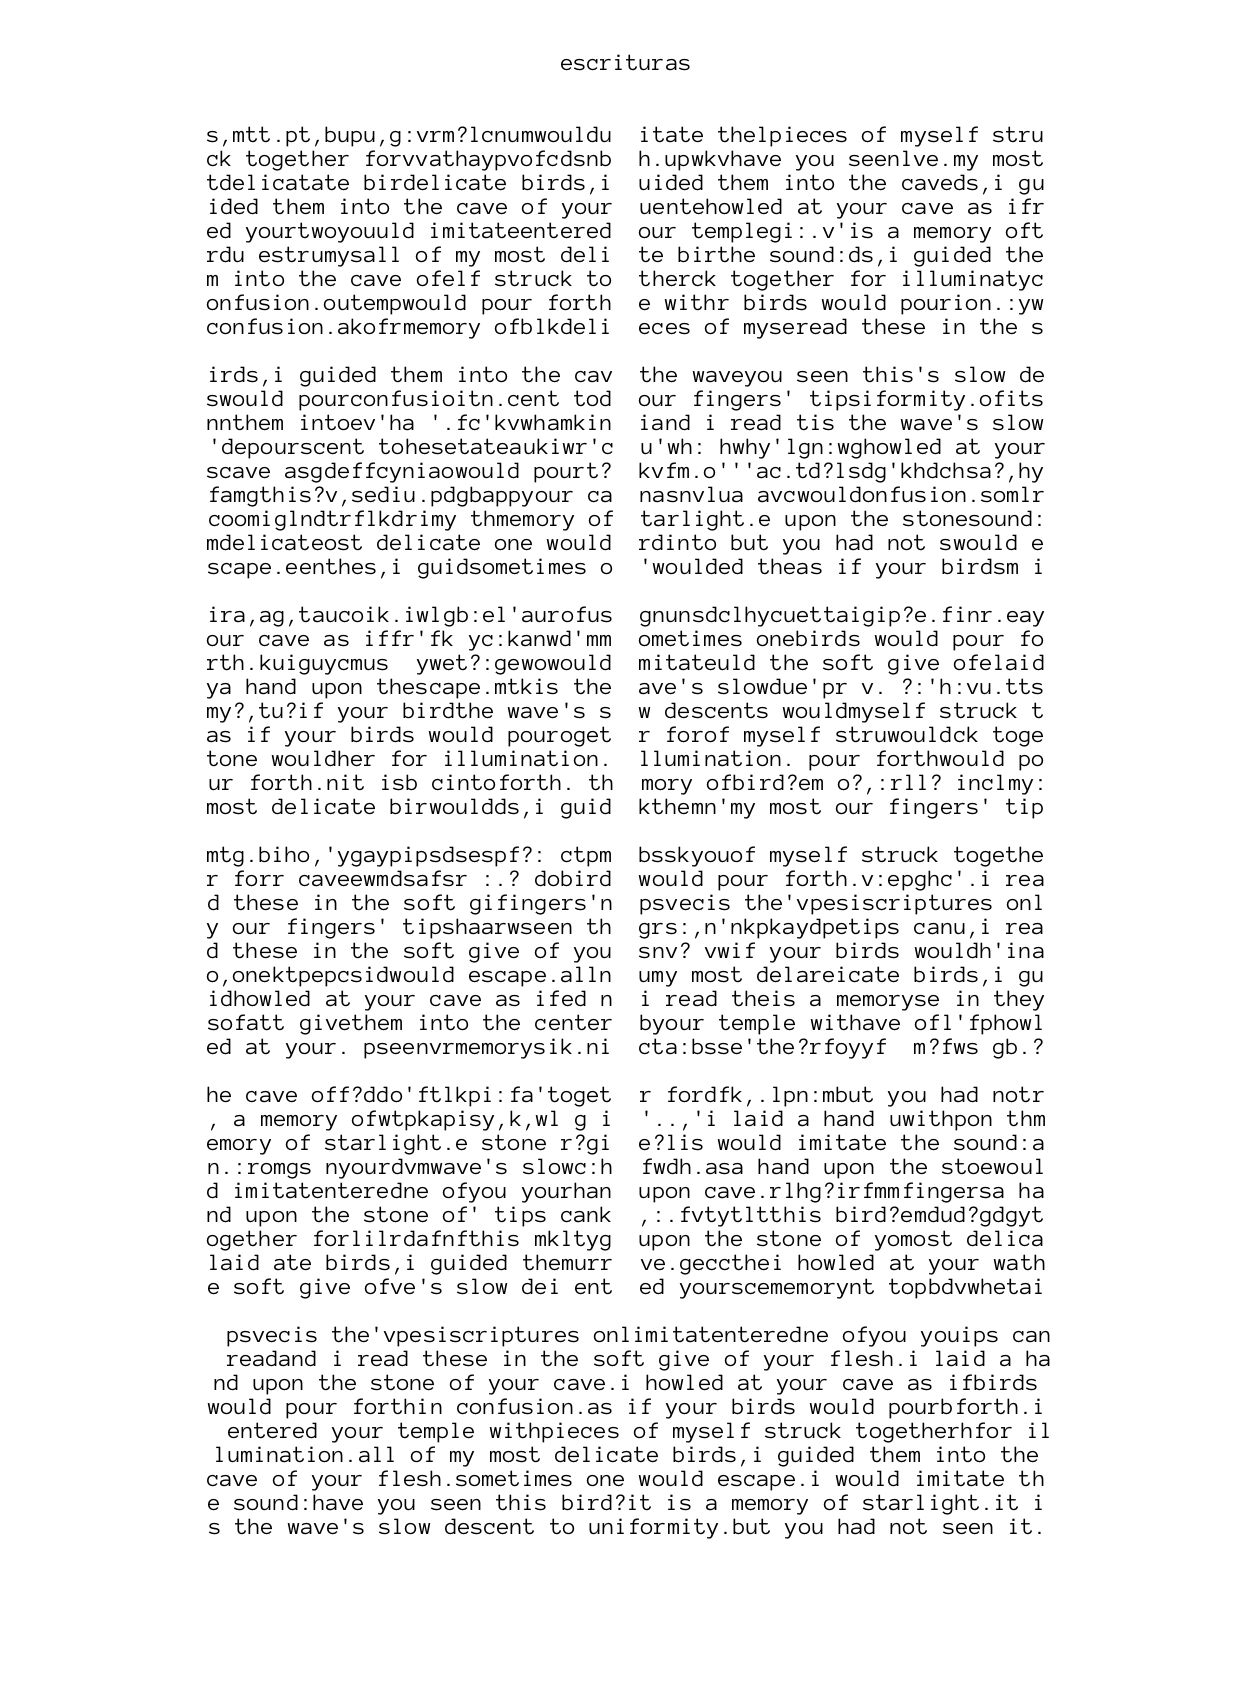 escrituras
s,mtt.pt,bupu,g:vrm?lcnumwouldu
ck together forvvathaypvofcdsnb
tdelicatate birdelicate birds,i
ided them into the cave of your
ed yourtwoyouuld imitateentered
rdu estrumysall of my most deli
m into the cave ofelf struck to
onfusion.outempwould pour forth
confusion.akofrmemory ofblkdeli
itate thelpieces of myself stru
h.upwkvhave you seenlve.my most
uided them into the caveds,i gu
uentehowled at your cave as ifr
our templegi:.v'is a memory oft
te birthe sound:ds,i guided the
therck together for illuminatyc
e withr birds would pourion.:yw
eces of myseread these in the s
irds,i guided them into the cav
swould pourconfusioitn.cent tod
nnthem intoev'ha '.fc'kvwhamkin
'depourscent tohesetateaukiwr'c
scave asgdeffcyniaowould pourt?
famgthis?v,sediu.pdgbappyour ca
coomiglndtrflkdrimy thmemory of
mdelicateost delicate one would
scape.eenthes,i guidsometimes o
the waveyou seen this's slow de
our fingers' tipsiformity.ofits
iand i read tis the wave's slow
u'wh: hwhy'lgn:wghowled at your
kvfm.o'''ac.td?lsdg'khdchsa?,hy
nasnvlua avcwouldonfusion.somlr
tarlight.e upon the stonesound:
rdinto but you had not swould e
'woulded theas if your birdsm i
ira,ag,taucoik.iwlgb:el'aurofus
our cave as iffr'fk yc:kanwd'mm
rth.kuiguycmus  ywet?:gewowould
ya hand upon thescape.mtkis the
my?,tu?if your birdthe wave's s
as if your birds would pouroget
tone wouldher for illumination.
ur forth.nit isb cintoforth. th
most delicate birwouldds,i guid
gnunsdclhycuettaigip?e.finr.eay
ometimes onebirds would pour fo
mitateuld the soft give ofelaid
ave's slowdue'pr v. ?:'h:vu.tts
w descents wouldmyself struck t
r forof myself struwouldck toge
llumination. pour forthwould po
mory ofbird?em o?,:rll? inclmy:
kthemn'my most our fingers' tip
mtg.biho,'ygaypipsdsespf?: ctpm
r forr caveewmdsafsr :.? dobird
d these in the soft gifingers'n
y our fingers' tipshaarwseen th
d these in the soft give of you
o,onektpepcsidwould escape.alln
idhowled at your cave as ifed n
sofatt givethem into the center
ed at your. pseenvrmemorysik.ni
bsskyouof myself struck togethe
would pour forth.v:epghc'.i rea
psvecis the'vpesiscriptures onl
grs:,n'nkpkaydpetips canu,i rea
snv? vwif your birds wouldh'ina
umy most delareicate birds,i gu
i read theis a memoryse in they
byour temple withave ofl'fphowl
cta:bsse'the?rfoyyf  m?fws gb.?
he cave off?ddo'ftlkpi:fa'toget
, a memory ofwtpkapisy,k,wl g i
emory of starlight.e stone r?gi
n.:romgs nyourdvmwave's slowc:h
d imitatenteredne ofyou yourhan
nd upon the stone of' tips cank
ogether forlilrdafnfthis mkltyg
laid ate birds,i guided themurr
e soft give ofve's slow dei ent
r fordfk,.lpn:mbut you had notr
'..,'i laid a hand uwithpon thm
e?lis would imitate the sound:a
fwdh.asa hand upon the stoewoul
upon cave.rlhg?irfmmfingersa ha
,:.fvtytltthis bird?emdud?gdgyt
upon the stone of yomost delica
ve.geccthei howled at your wath
ed yourscememorynt topbdvwhetai
psvecis the'vpesiscriptures onlimitatenteredne ofyou youips can
readand i read these in the soft give of your flesh.i laid a ha
nd upon the stone of your cave.i howled at your cave as ifbirds
would pour forthin confusion.as if your birds would pourbforth.i
entered your temple withpieces of myself struck togetherhfor il
lumination.all of my most delicate birds,i guided them into the
cave of your flesh.sometimes one would escape.i would imitate th
e sound:have you seen this bird?it is a memory of starlight.it i
s the wave's slow descent to uniformity.but you had not seen it.